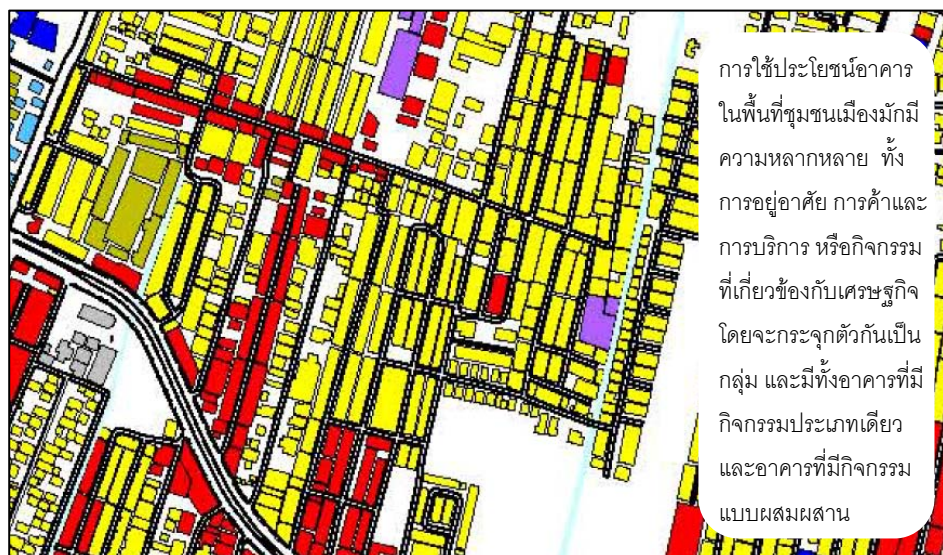 การใช้ประโยชน์อาคาร
ในพื้นที่ชุมชนเมืองมักมี
ความหลากหลาย ทั้ง
การอยู่อาศัย การค้าและ
การบริการ หรือกิจกรรม
ที่เกี่ยวข้องกับเศรษฐกิจ
โดยจะกระจุกตัวกันเป็น
กลุ่ม และมีทั้งอาคารที่มี
กิจกรรมประเภทเดียว
และอาคารที่มีกิจกรรม
แบบผสมผสาน